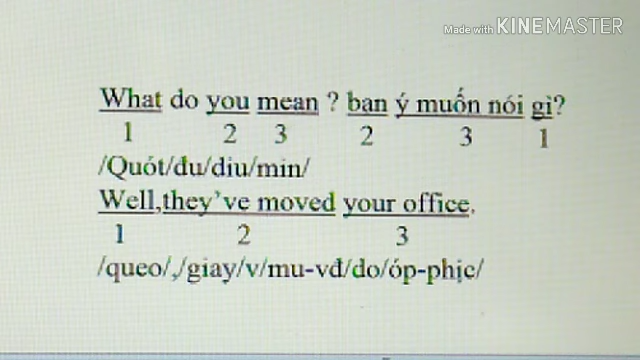 Made with KINEMASTER
What do you mean ? bạn ý muốn nói gì?
1 2 3 2 3 1
/Quót/đu/diu/min/
Well,they've moved your office.
1 2 3
/queo/,/giay/v/mu-vđ/do/óp-phịc/